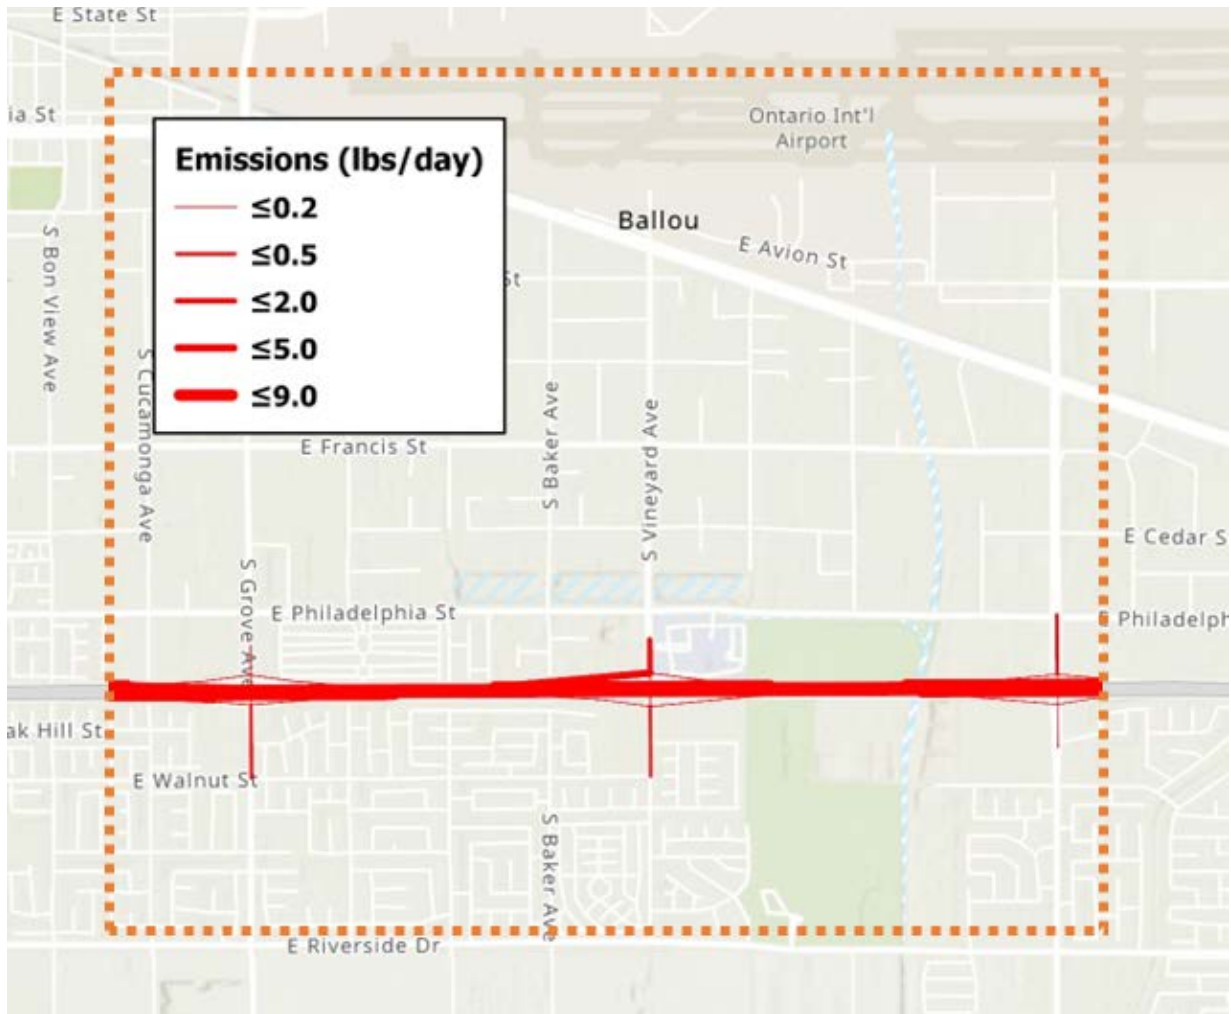 E State St
ia St
Ontario Int'l
Airport
Emissions (lbs/day)
≤0.2
≤0.5
≤2.0
≤5.0
≤9.0
Ballou
E Avion St
S Bon View Ave
St
S Cucamonga Ave
S Baker Ave
S Vineyard Ave
E Francis St
E Cedar S
S Grove Ave
E Philadelphia St
E Philadelph
ak Hill St
E Walnut St
S Baker Ave
E Riverside Dr